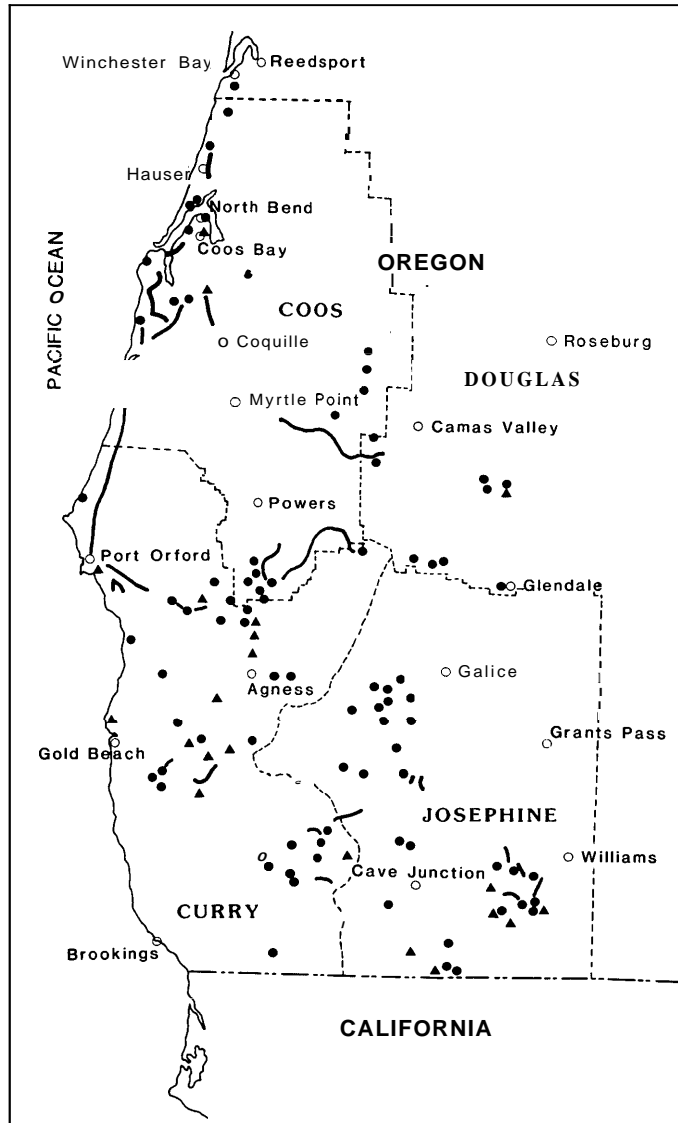 Winchester Bay
Reedsport
Hauser
North Bend
Coos Bay
PACIFIC OCEAN
OREGON
COOS
Coquille
Roseburg
DOUGLAS
Myrtle Point
Camas Valley
Powers
Port Orford
Glendale
Agness
Galice
Gold Beach
Grants Pass
JOSEPHINE
Williams
Cave Junction
CURRY
Brookings
CALIFORNIA